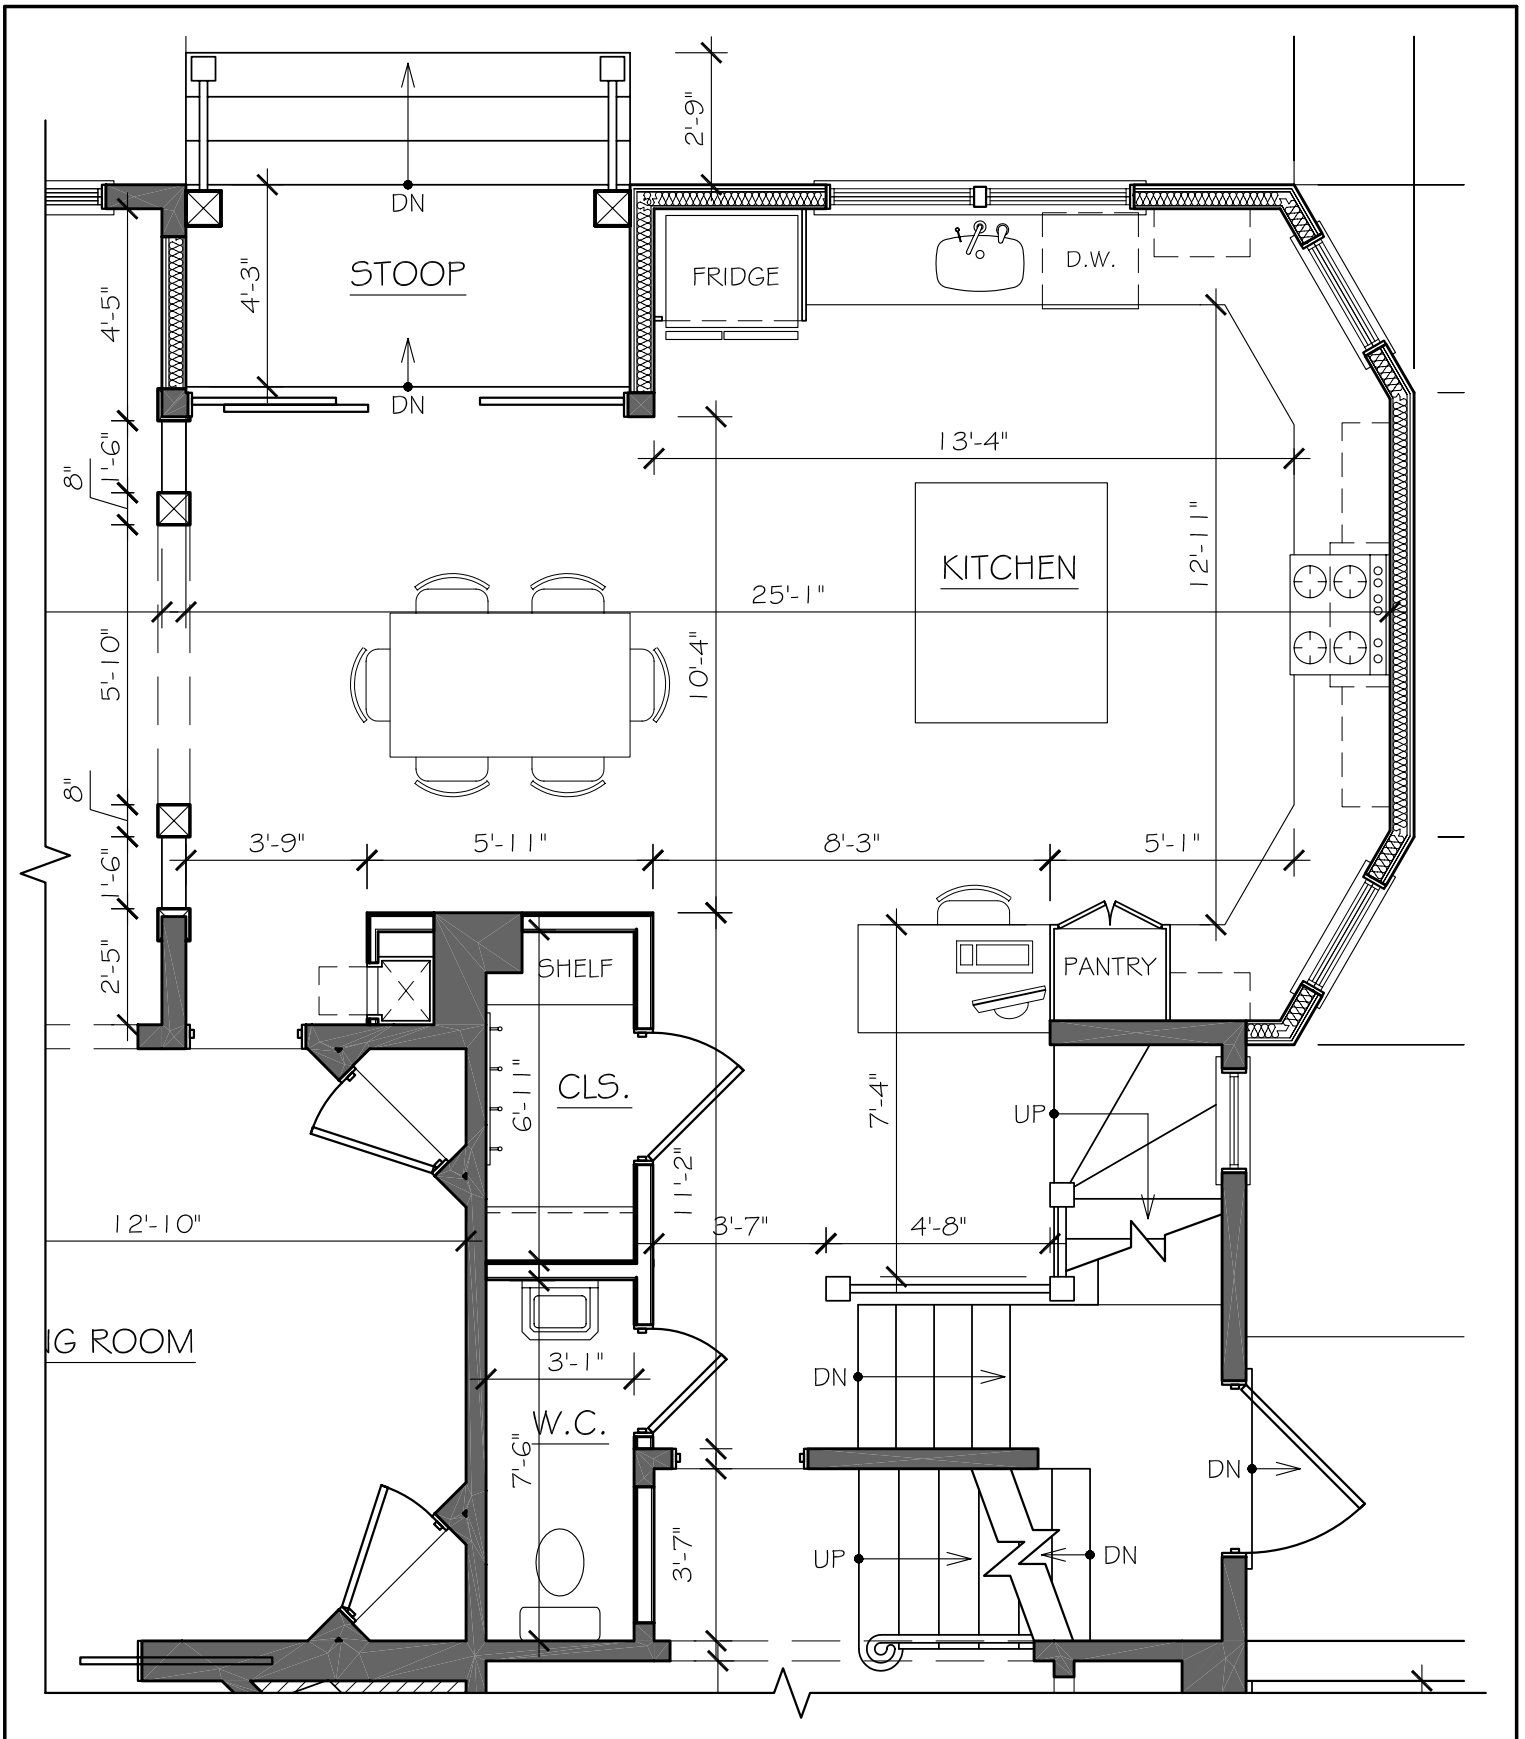 2'-9"
DN
4'-3"
STOOP
FRIDGE
D.W.
4'-5"
DN
1'-6"
8"
13'-4"
12'-11"
KITCHEN
25'-1"
5'-10"
10'-4"
8"
3'-9"
5'-11"
8'-3"
5'-1"
1'-6"
2'-5"
SHELF
PANTRY
X
CLS.
6'-11"
7'-4"
UP
11'-2"
12'-10"
3'-7"
4'-8"
NG ROOM
3'-1"
DN
W.C.
7'-6"
DN
3'-7"
UP
DN